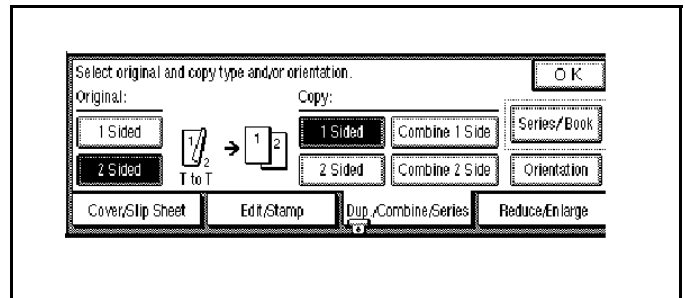 Select original and copy type and/or orientation.
OK
Original:
Copy:
1 Sided
1 Sided
Combine 1 Side
Series/Book
2 Sided
2 Sided
Combine 2 Side
Orientation
1 2 → 1 2
T to T
Cover/Slip Sheet
Edit/Stamp
Dup./Combine/Series
Reduce/Enlarge